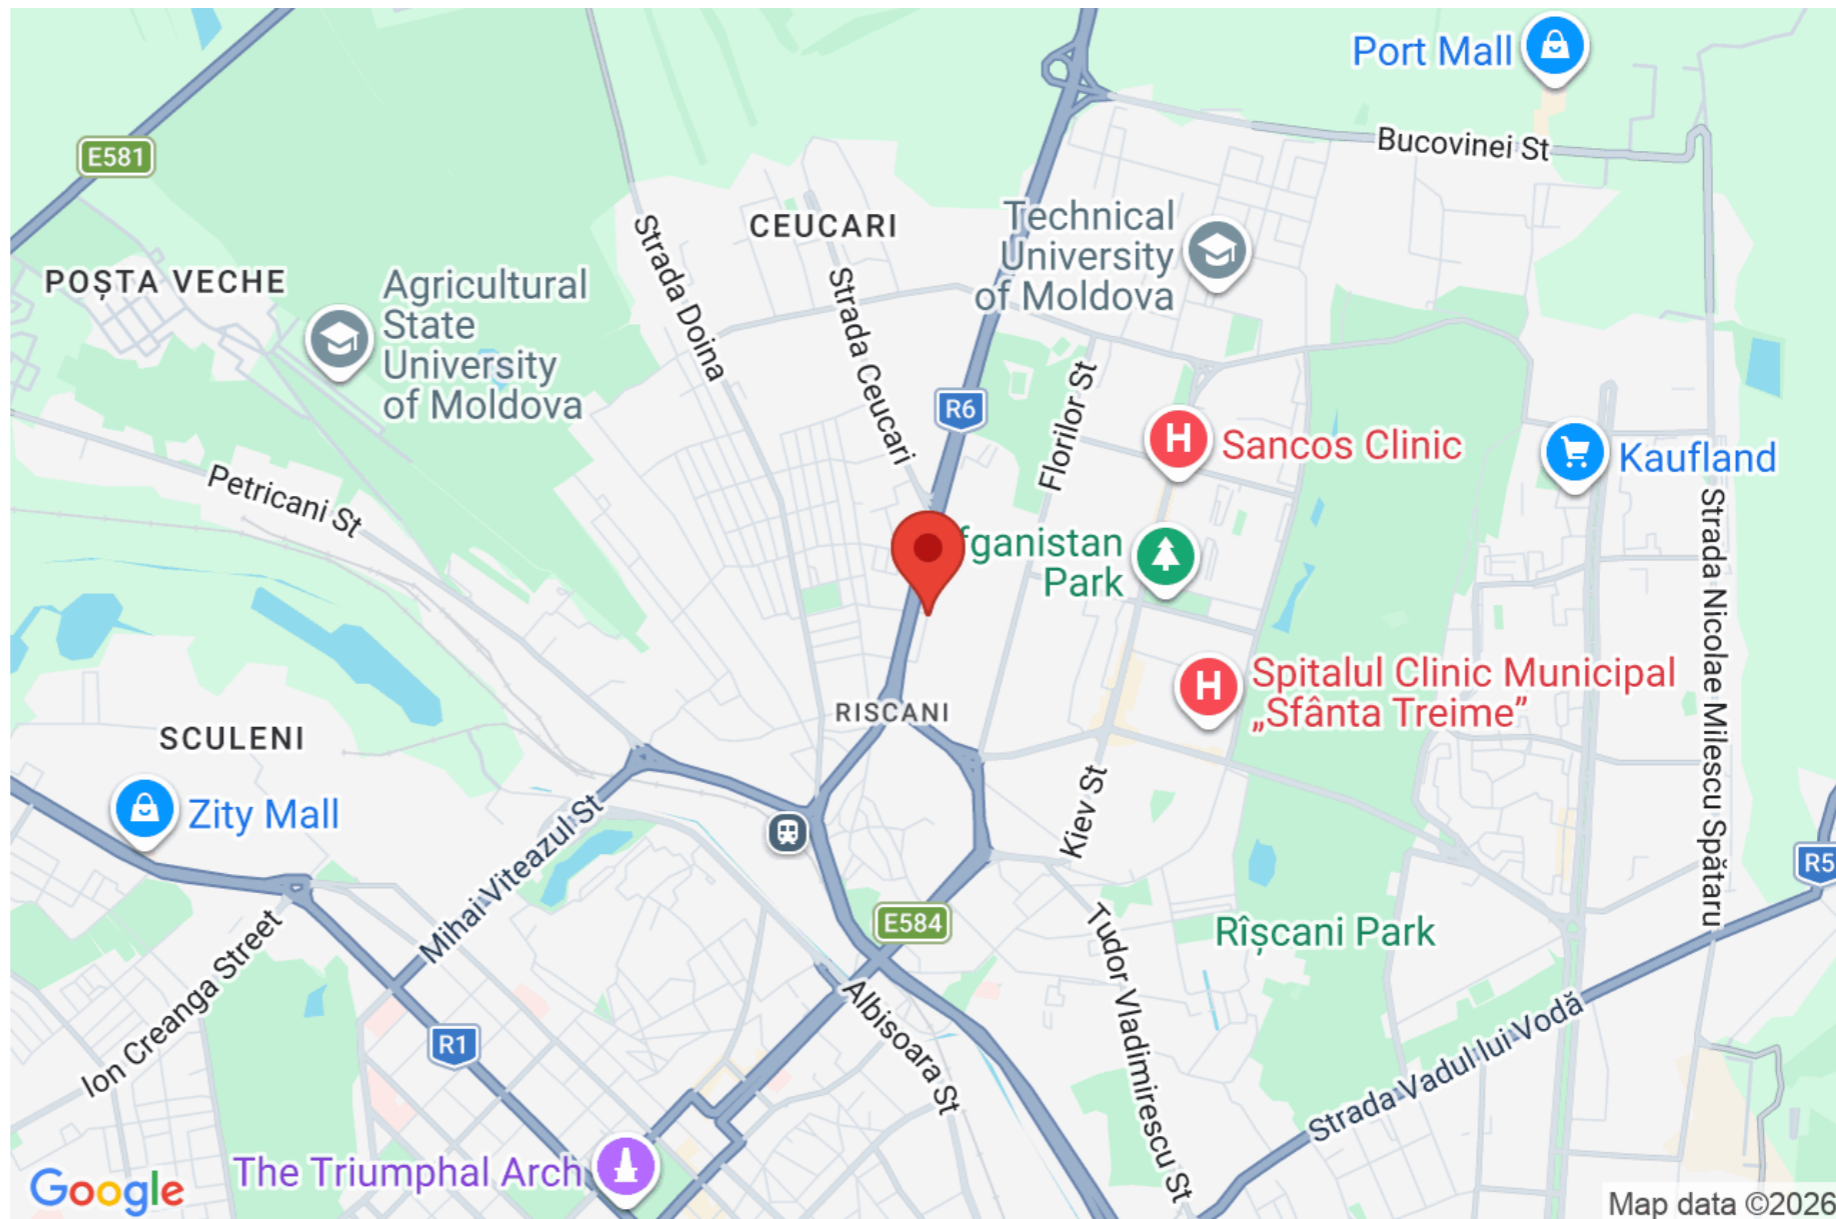 Port Mall
Bucovinei St
E581
CEUCARI
Technical
University
of Moldova
POȘTA VECHE
Agricultural
State
University
of Moldova
Strada Doina
Strada Ceucari
R6
Florilor St
Sancos Clinic
Kaufland
Petricani St
fganistan
Park
Strada Nicolae Milescu Spătaru
Spitalul Clinic Municipal
„Sfânta Treime”
RISCANI
SCULENI
Zity Mall
Mihai Viteazul St
Kiev St
R5
E584
Rîșcani Park
Tudor Vladimirescu St
Ion Creanga Street
Albisoara St
R1
Strada Vadul lui Vodă
The Triumphal Arch
Google
Map data ©2026